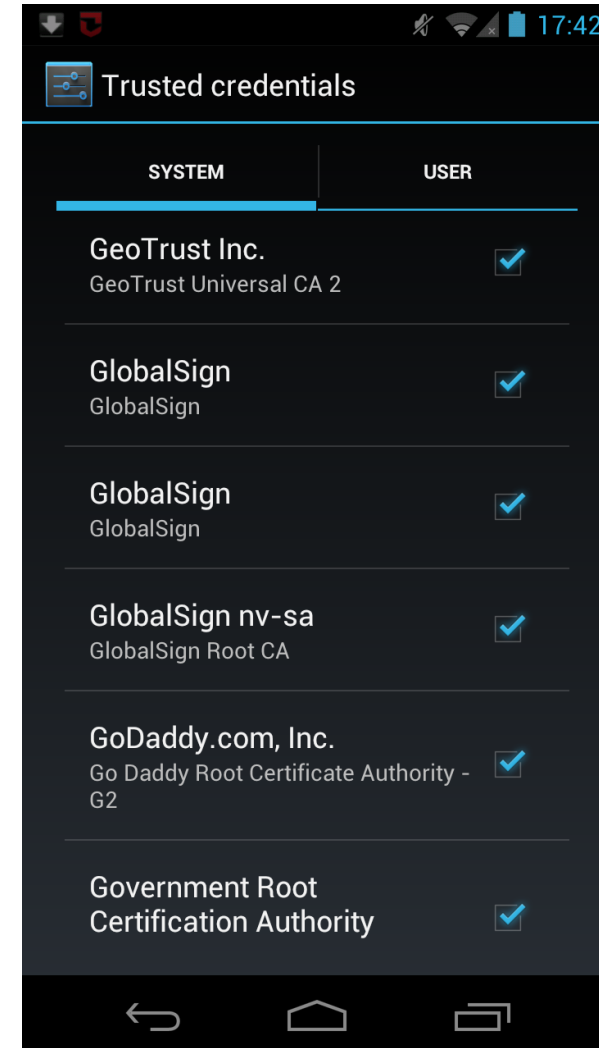 17:42
Trusted credentials
SYSTEM USER
GeoTrust Inc.
GeoTrust Universal CA 2
GlobalSign
GlobalSign
GlobalSign
GlobalSign
GlobalSign nv-sa
GlobalSign Root CA
GoDaddy.com, Inc.
Go Daddy Root Certificate Authority -
G2
Government Root
Certification Authority